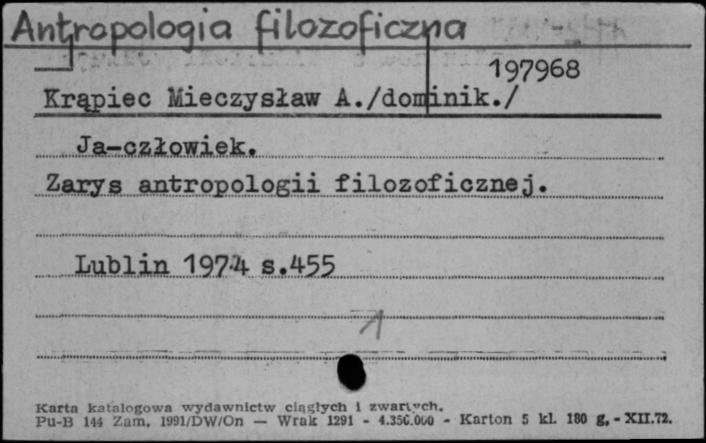 Antropologia filozoficzna
197968
Krąpiec Mieczysław A./dominik./
Ja-człowiek.
Zarys antropologii filozoficznej.
Lublin 1974 s.455
Karta katalogowa wydawnictw ciągłych i zwartych.
Pu-B 144 Zam. 1991/DW/On — Wrak 1291 - 4.350.000 - Karton 5 kl. 180 g, - XII.72.